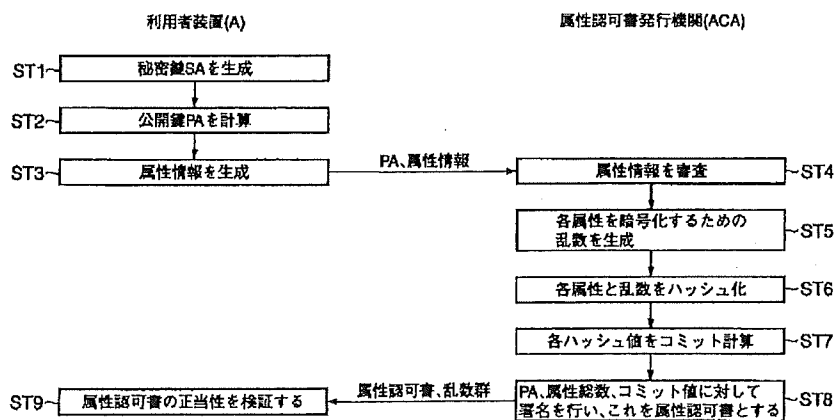 利用者装置(A)
属性認可書発行機関(ACA)
ST1
秘密鍵SAを生成
ST2
公開鍵PAを計算
ST3
属性情報を生成
PA、属性情報
属性情報を審査
ST4
各属性を暗号化するための
乱数を生成
ST5
各属性と乱数をハッシュ化
ST6
各ハッシュ値をコミット計算
ST7
PA、属性総数、コミット値に対して
署名を行い、これを属性認可書とする
ST8
属性認可書、乱数群
ST9
属性認可書の正当性を検証する